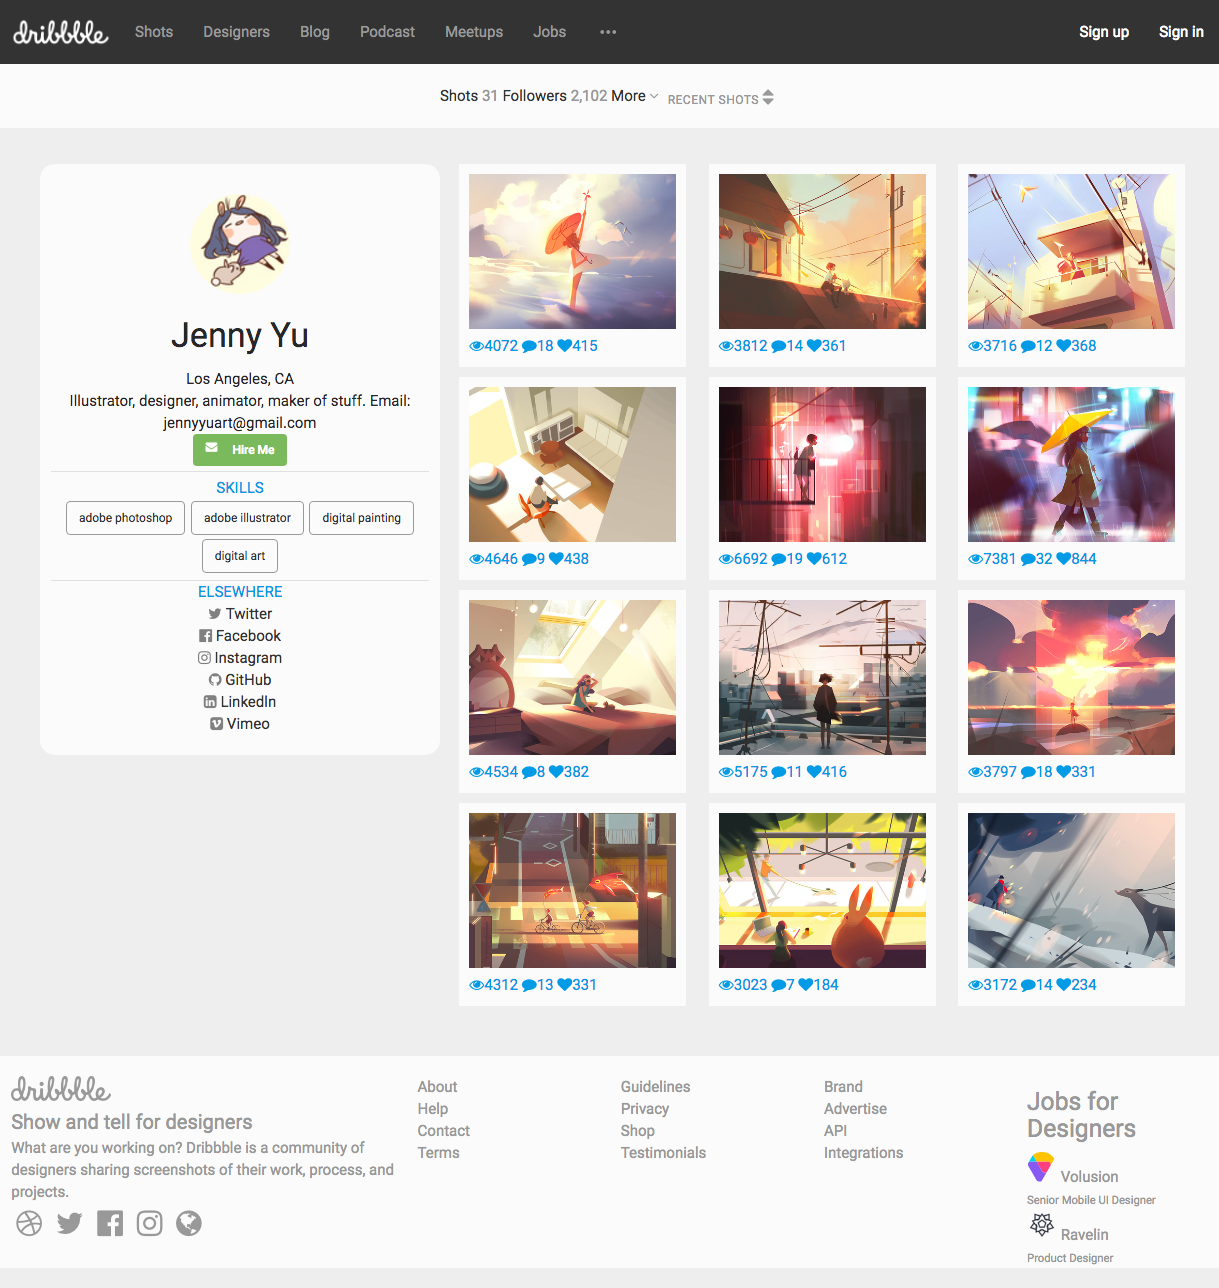 dribbble Shots Designers Blog Podcast Meetups Jobs ••• Sign up Sign in
Shots 31 Followers 2,102 More RECENT SHOTS
Jenny Yu
Los Angeles, CA
Illustrator, designer, animator, maker of stuff. Email:
jennyyuart@gmail.com
Hire Me
SKILLS
adobe photoshop adobe illustrator digital painting
digital art
ELSEWHERE
Twitter
Facebook
Instagram
GitHub
LinkedIn
Vimeo
4072 18 415
3812 14 361
3716 12 368
4646 9 438
6692 19 612
7381 32 844
4534 8 382
5175 11 416
3797 18 331
4312 13 331
3023 7 184
3172 14 234
dribbble
Show and tell for designers
What are you working on? Dribbble is a community of
designers sharing screenshots of their work, process, and
projects.
About
Help
Contact
Terms
Guidelines
Privacy
Shop
Testimonials
Brand
Advertise
API
Integrations
Jobs for
Designers
Volusion
Senior Mobile UI Designer
Ravelin
Product Designer